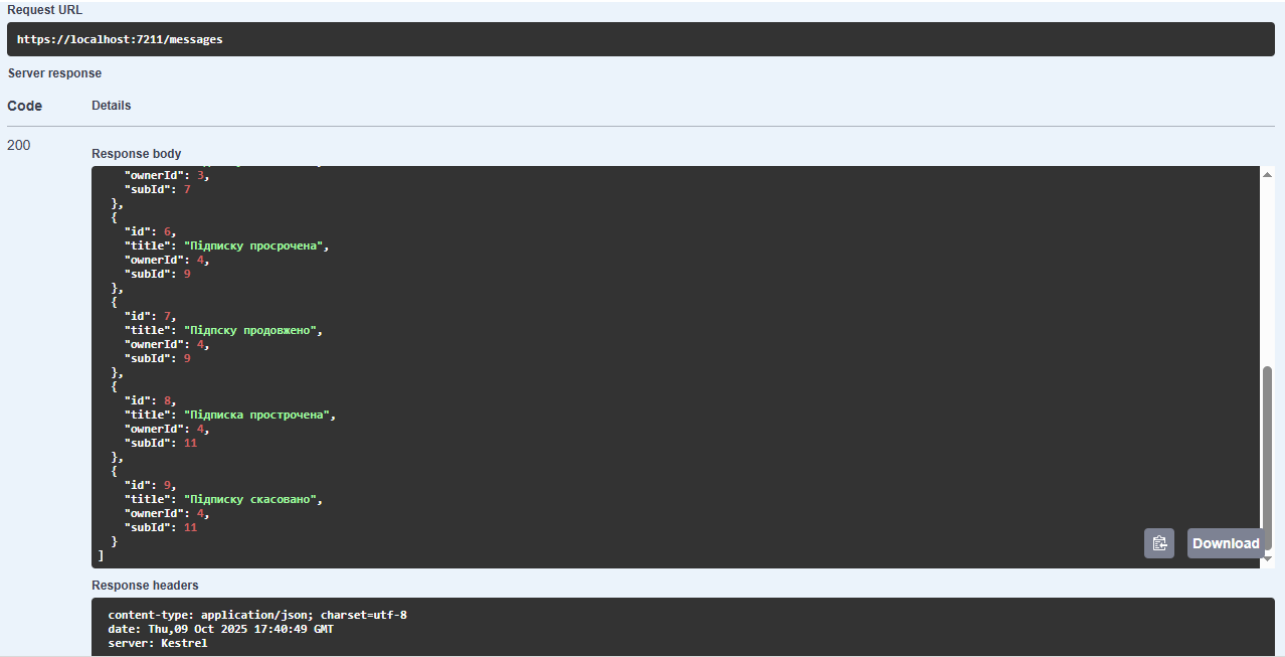 Request URL
https://localhost:7211/messages
Server response
Code Details
200
Response body
"ownerId": 3,
"subId": 7
},
{
"id": 6,
"title": "Підписку просрочена",
"ownerId": 4,
"subId": 9
},
{
"id": 7,
"title": "Підпску продовжено",
"ownerId": 4,
"subId": 9
},
{
"id": 8,
"title": "Підписка прострочена",
"ownerId": 4,
"subId": 11
},
{
"id": 9,
"title": "Підписку скасовано",
"ownerId": 4,
"subId": 11
}
]
Download
Response headers
content-type: application/json; charset=utf-8
date: Thu,09 Oct 2025 17:40:49 GMT
server: Kestrel